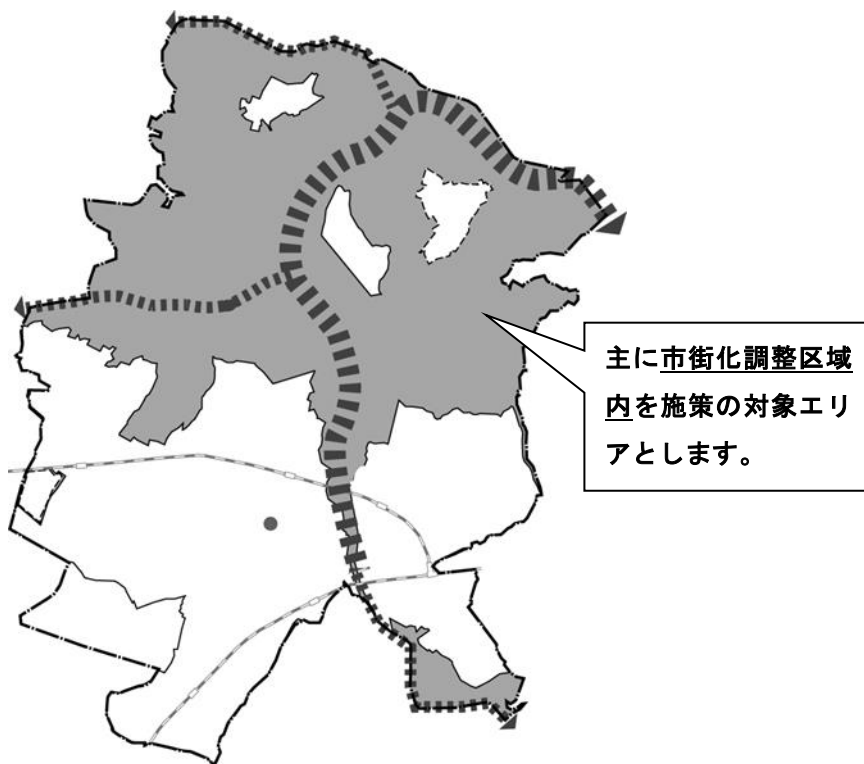 主に市街化調整区域
内を施策の対象エリ
アとします。